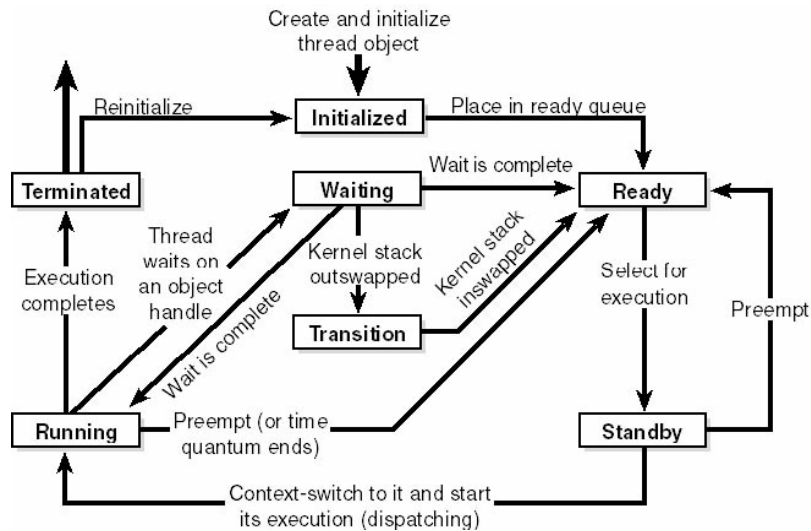 Create and initialize
thread object
Reinitialize
Initialized
Place in ready queue
Terminated
Waiting
Wait is complete
Ready
Execution
completes
Thread
waits on
an object
handle
Wait is complete
Kernel stack
outswapped
Transition
Kernel stack
inswapped
Select for
execution
Preempt
Running
Preempt (or time
quantum ends)
Standby
Context-switch to it and start
its execution (dispatching)